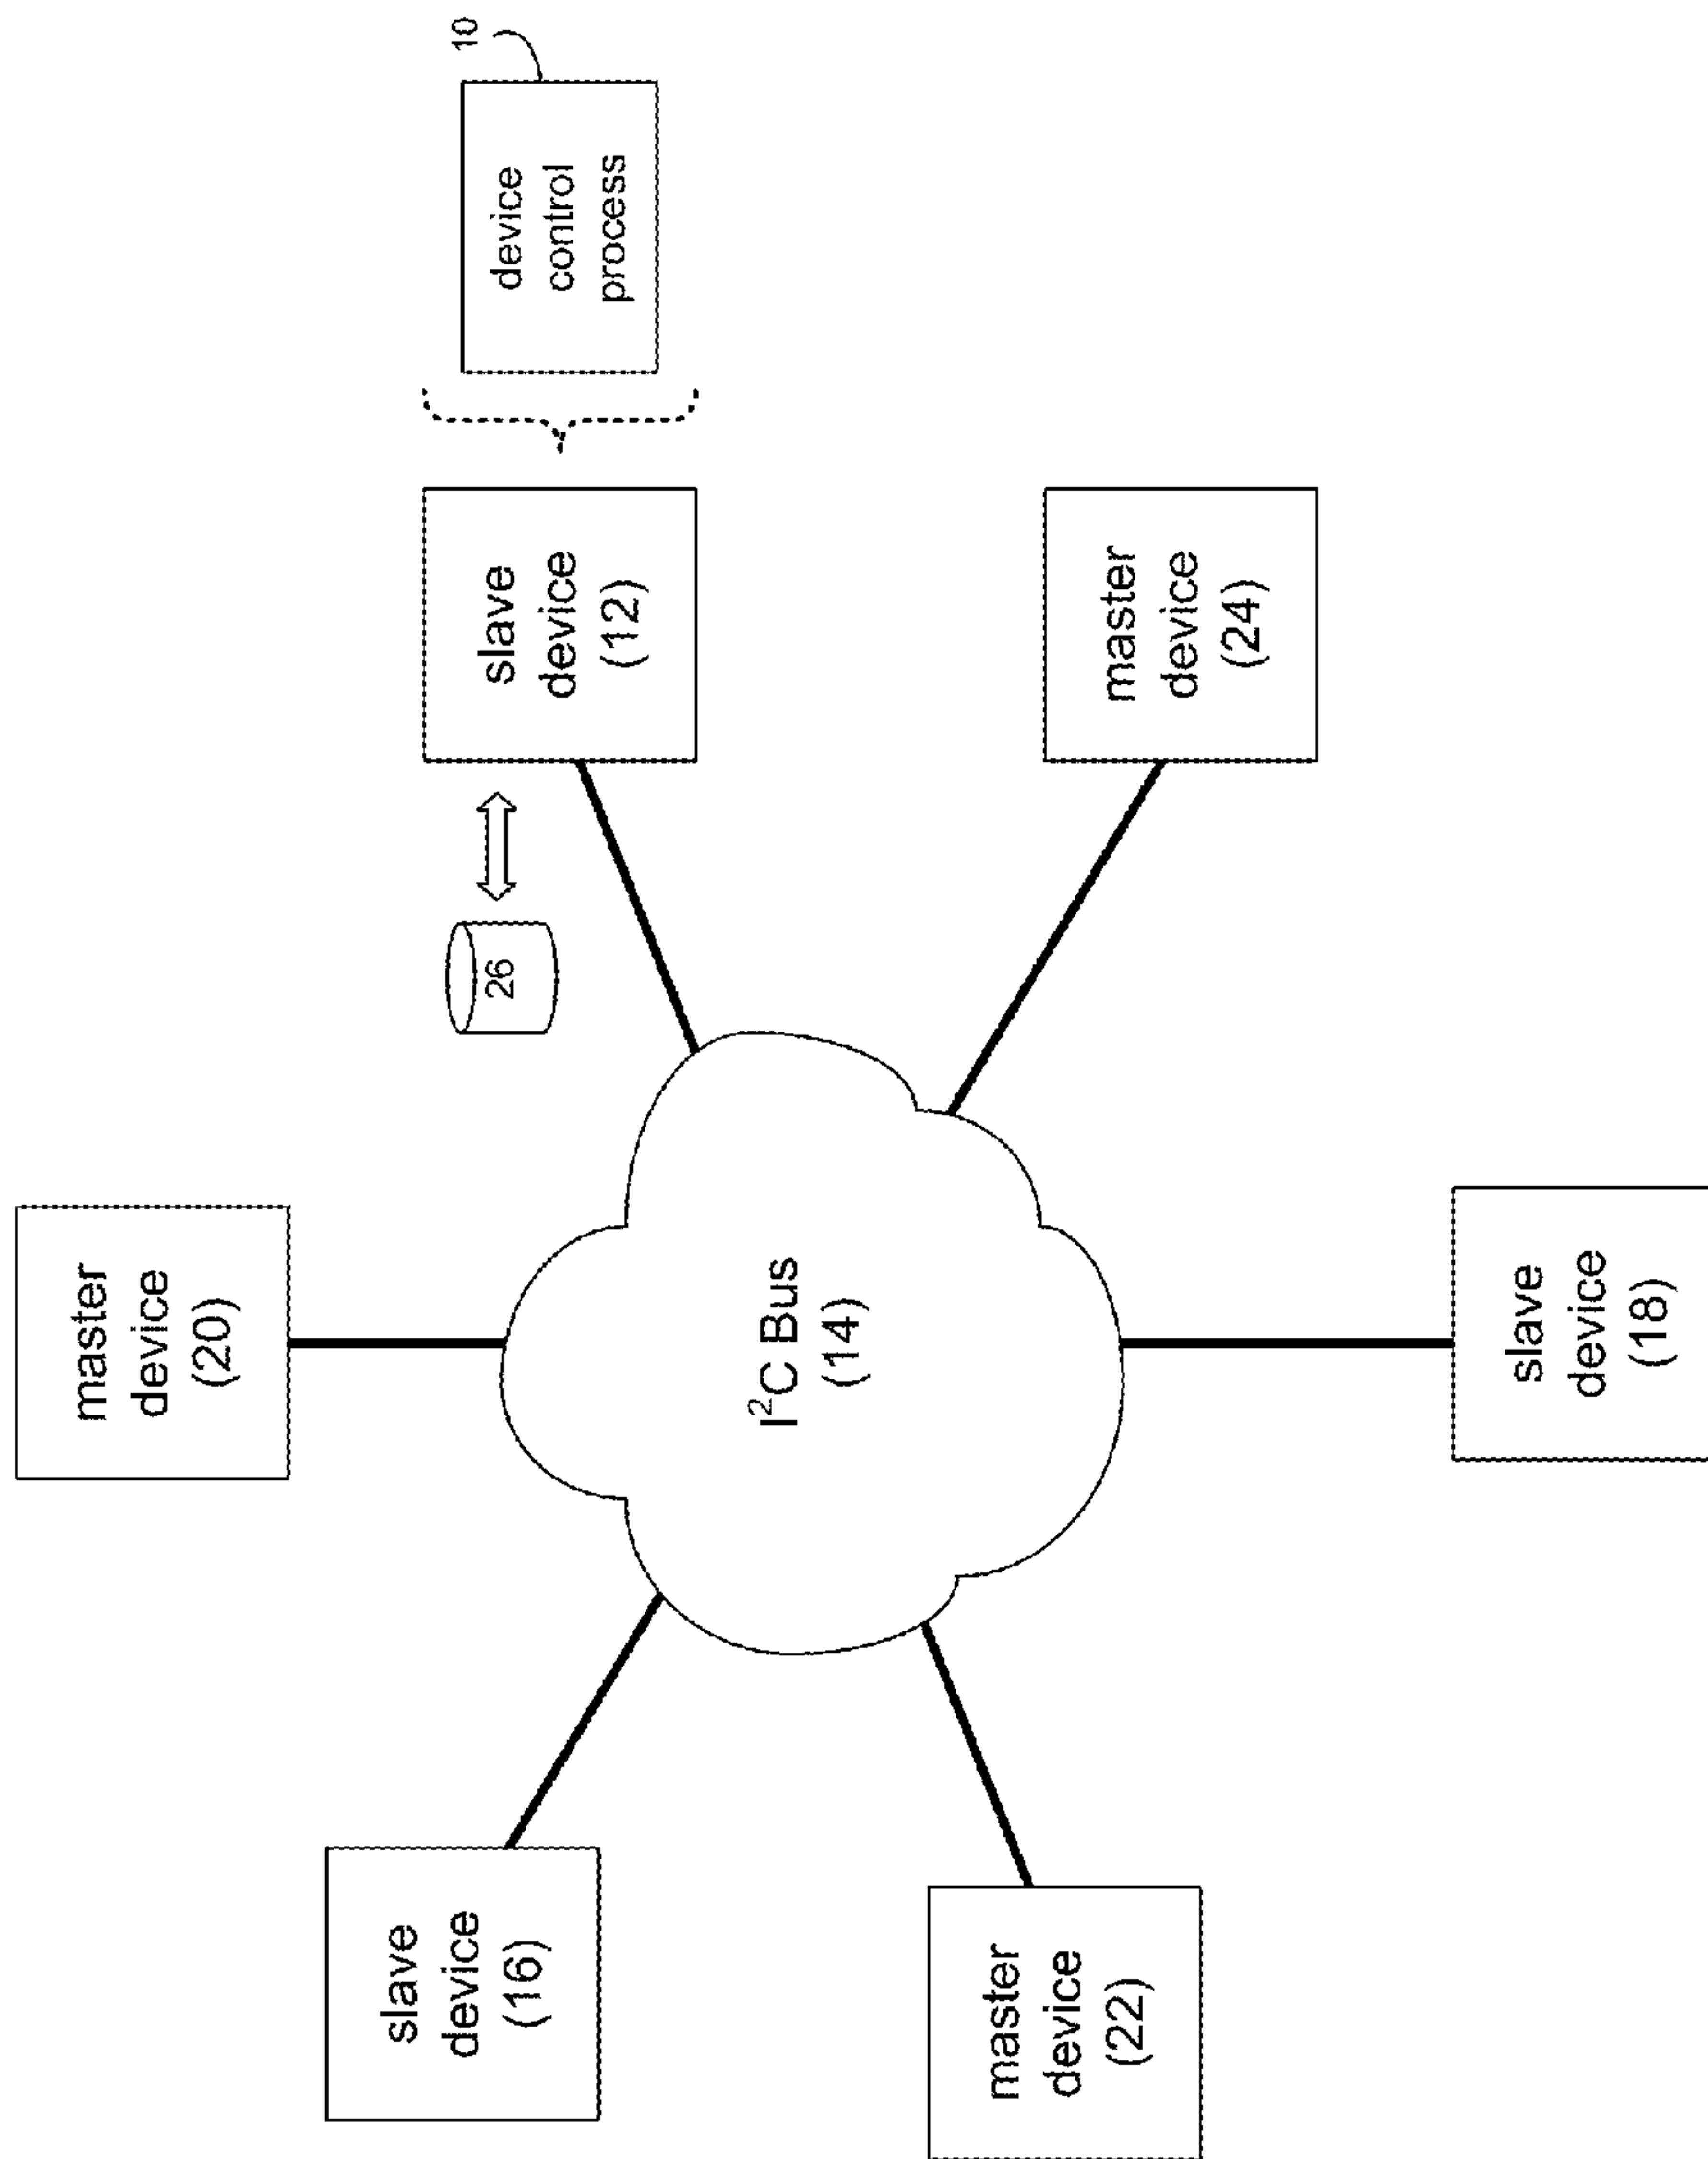 10
device
control
process
slave
device
(12)
26
master
device
(24)
master
device
(20)
I²C Bus
(14)
slave
device
(18)
slave
device
(16)
master
device
(22)